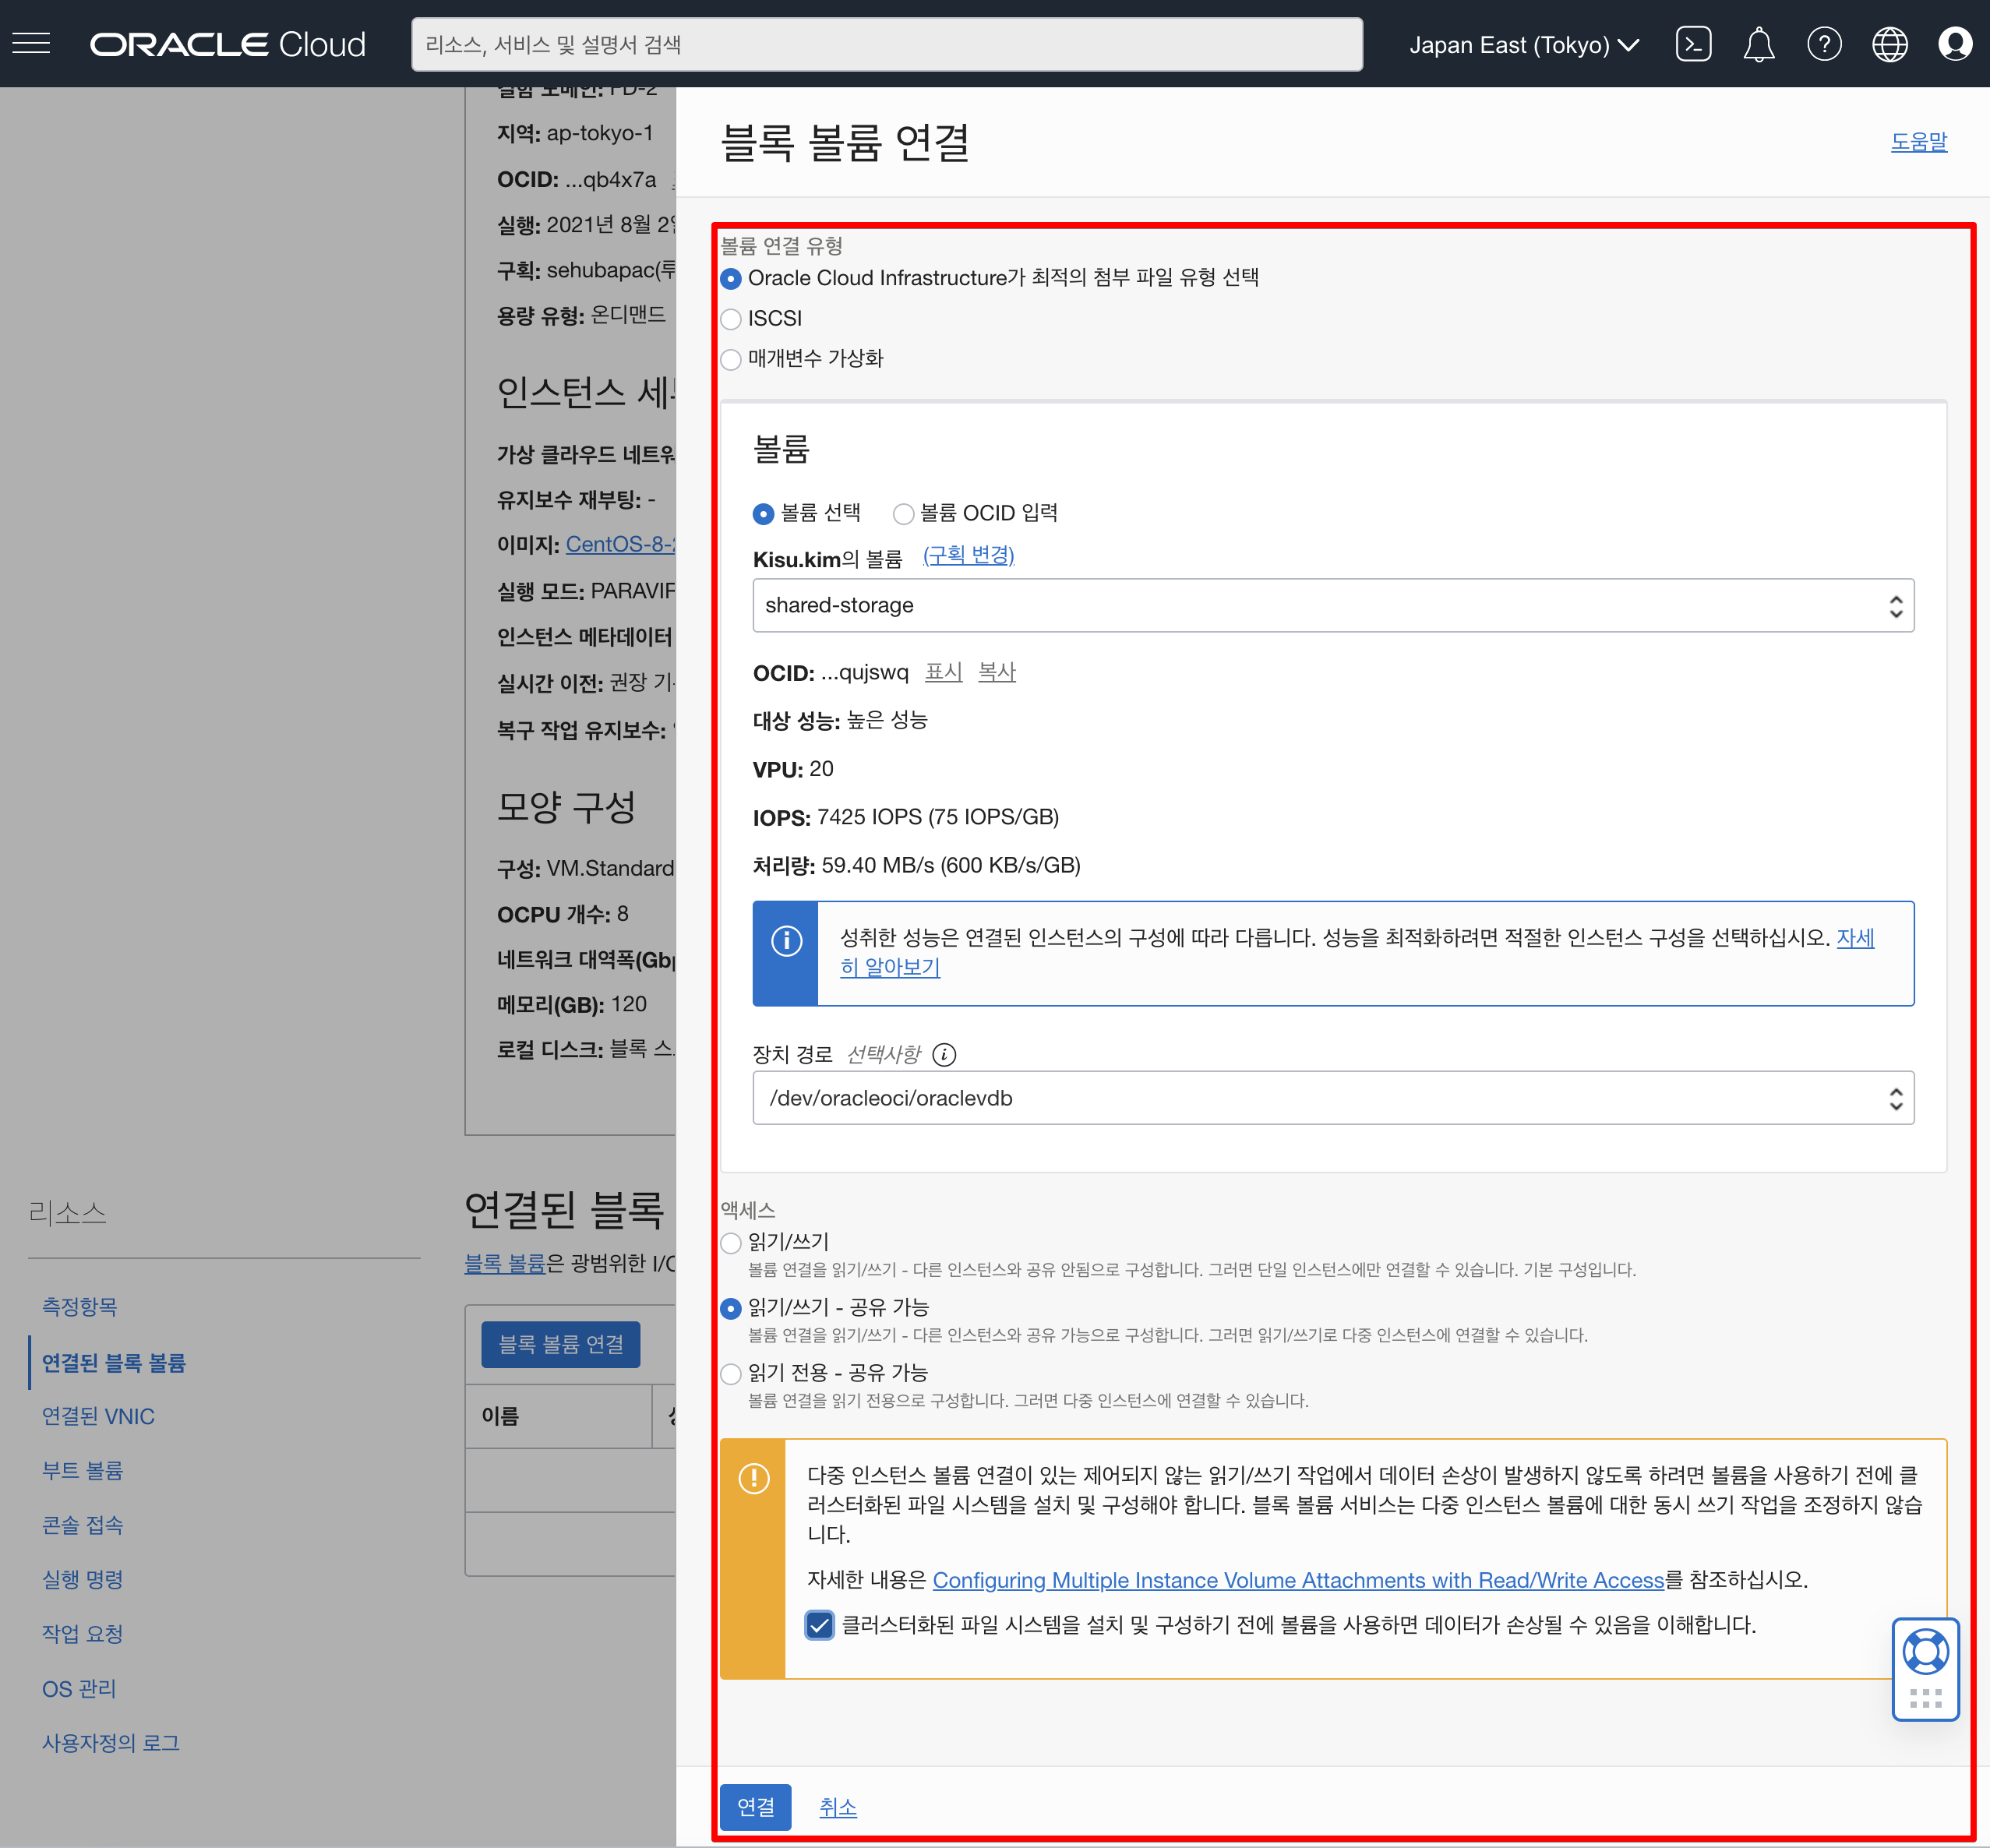 ORACLE Cloud
리소스, 서비스 및 설명서 검색
Japan East (Tokyo)
결함 도메인: FD-2
지역: ap-tokyo-1
OCID: ...qb4x7a
실행: 2021년 8월 2일
구획: sehubapac(루
용량 유형: 온디맨드
인스턴스 세부
가상 클라우드 네트워
유지보수 재부팅: -
이미지: CentOS-8-2
실행 모드: PARAVIR
인스턴스 메타데이터
실시간 이전: 권장 기
복구 작업 유지보수:
모양 구성
구성: VM.Standard
OCPU 개수: 8
네트워크 대역폭(Gbp
메모리(GB): 120
로컬 디스크: 블록 스
리소스
측정항목
연결된 블록 볼륨
연결된 VNIC
부트 볼륨
콘솔 접속
실행 명령
작업 요청
OS 관리
사용자정의 로그
연결된 블록
블록 볼륨은 광범위한 I/O
블록 볼륨 연결
이름
블록 볼륨 연결
도움말
볼륨 연결 유형
Oracle Cloud Infrastructure가 최적의 첨부 파일 유형 선택
ISCSI
매개변수 가상화
볼륨
볼륨 선택 볼륨 OCID 입력
Kisu.kim의 볼륨 (구획 변경)
shared-storage
OCID: ...qujswq 표시 복사
대상 성능: 높은 성능
VPU: 20
IOPS: 7425 IOPS (75 IOPS/GB)
처리량: 59.40 MB/s (600 KB/s/GB)
성취한 성능은 연결된 인스턴스의 구성에 따라 다릅니다. 성능을 최적화하려면 적절한 인스턴스 구성을 선택하십시오. 자세
히 알아보기
장치 경로 선택사항
/dev/oracleoci/oraclevdb
액세스
읽기/쓰기
볼륨 연결을 읽기/쓰기 - 다른 인스턴스와 공유 안됨으로 구성합니다. 그러면 단일 인스턴스에만 연결할 수 있습니다. 기본 구성입니다.
읽기/쓰기 - 공유 가능
볼륨 연결을 읽기/쓰기 - 다른 인스턴스와 공유 가능으로 구성합니다. 그러면 읽기/쓰기로 다중 인스턴스에 연결할 수 있습니다.
읽기 전용 - 공유 가능
볼륨 연결을 읽기 전용으로 구성합니다. 그러면 다중 인스턴스에 연결할 수 있습니다.
다중 인스턴스 볼륨 연결이 있는 제어되지 않는 읽기/쓰기 작업에서 데이터 손상이 발생하지 않도록 하려면 볼륨을 사용하기 전에 클
러스터화된 파일 시스템을 설치 및 구성해야 합니다. 블록 볼륨 서비스는 다중 인스턴스 볼륨에 대한 동시 쓰기 작업을 조정하지 않습
니다.
자세한 내용은 Configuring Multiple Instance Volume Attachments with Read/Write Access를 참조하십시오.
클러스터화된 파일 시스템을 설치 및 구성하기 전에 볼륨을 사용하면 데이터가 손상될 수 있음을 이해합니다.
연결 취소